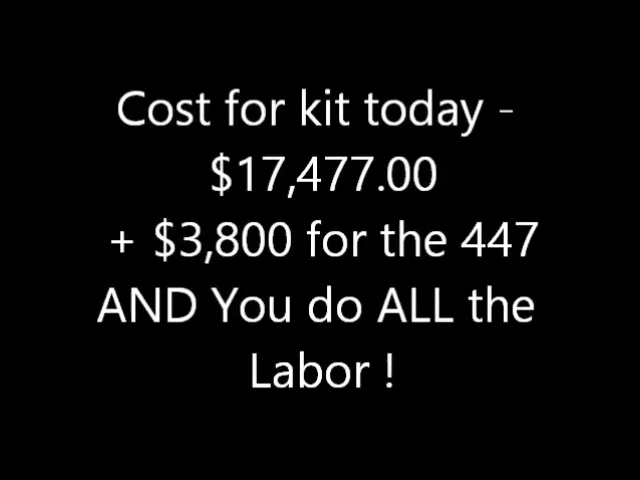 Cost for kit today -
$17,477.00
+ $3,800 for the 447
AND You do ALL the
Labor !